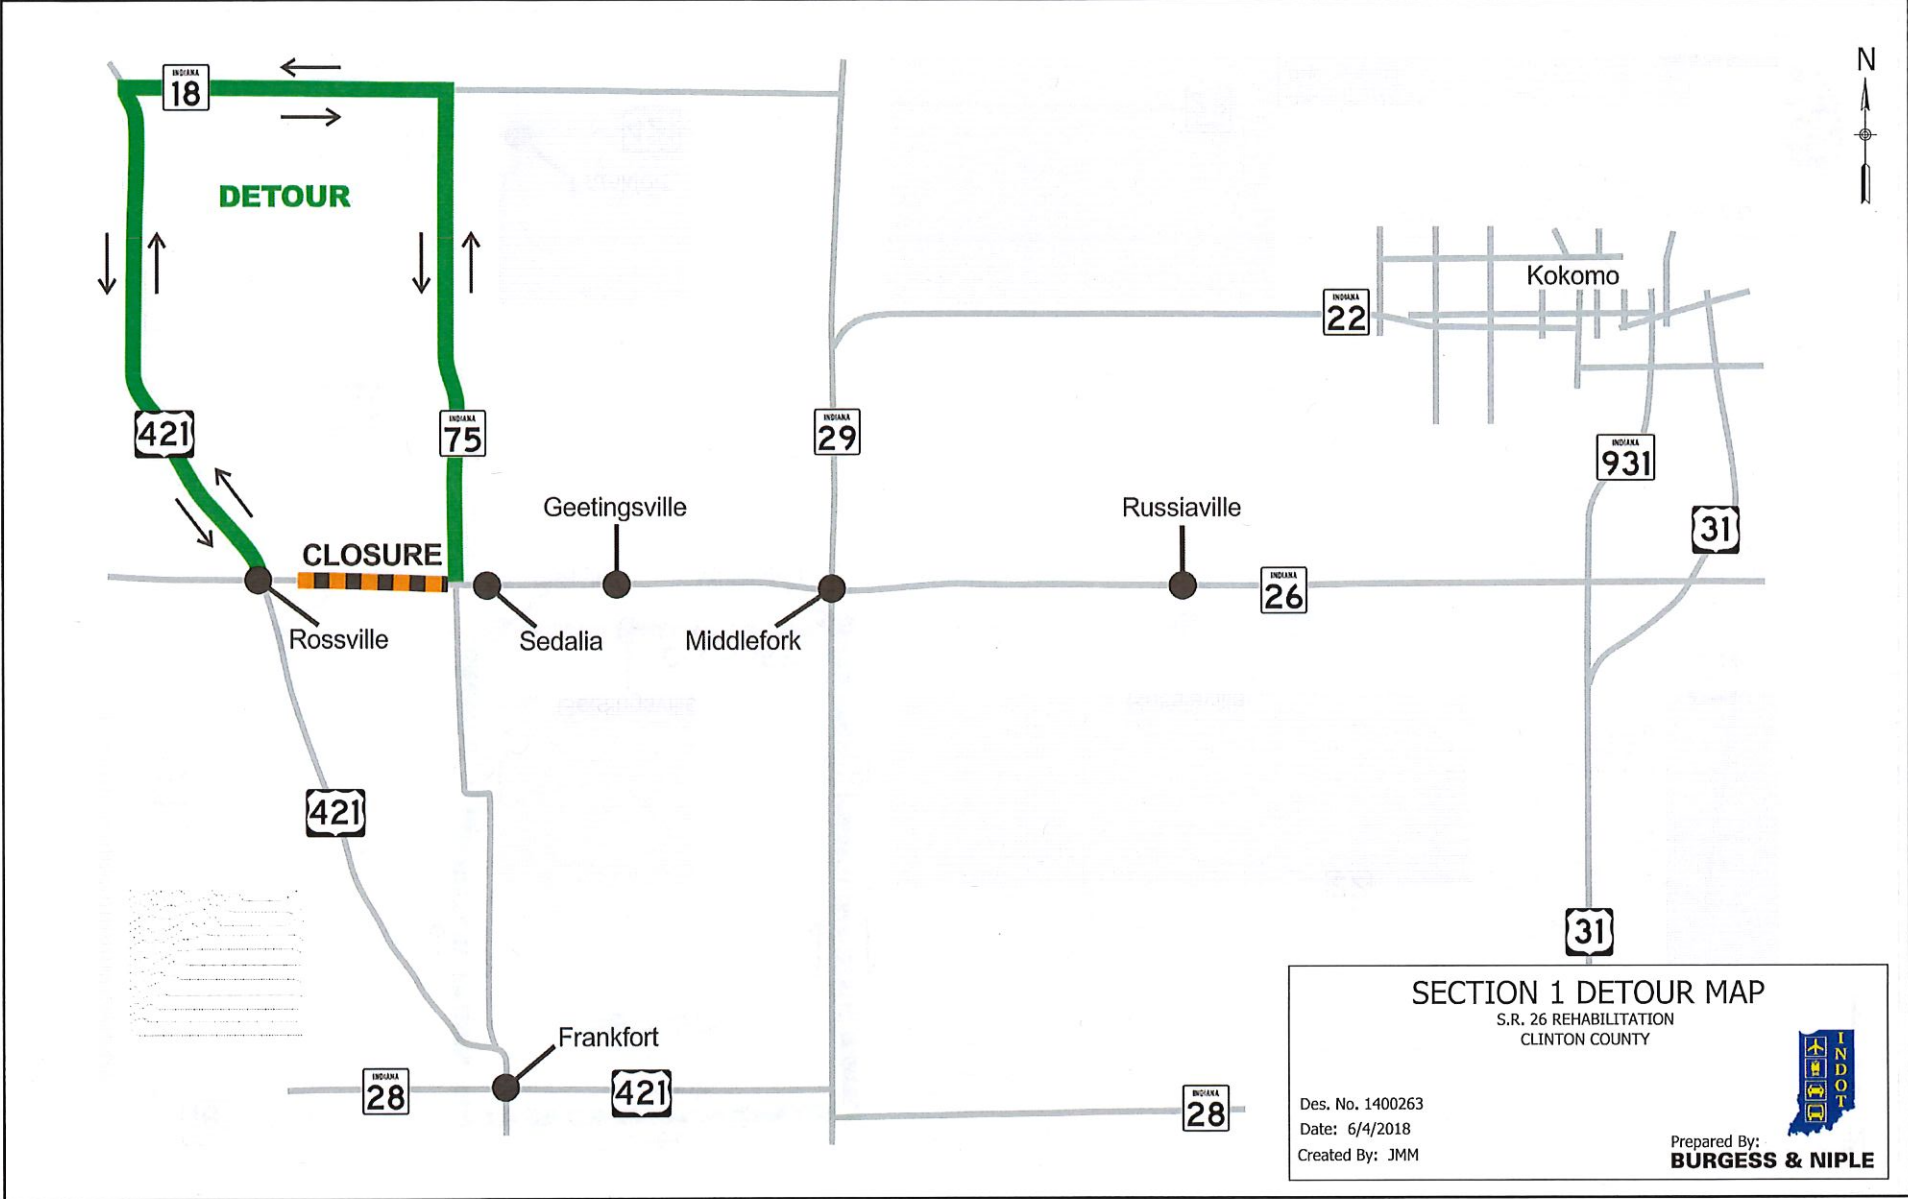 N
INDIANA
18
DETOUR
Kokomo
INDIANA
22
421
INDIANA
75
INDIANA
29
INDIANA
931
Geetingsville
Russiaville
31
CLOSURE
INDIANA
26
Rossville
Sedalia
Middlefork
421
31
Frankfort
INDIANA
28
421
INDIANA
28
SECTION 1 DETOUR MAP
S.R. 26 REHABILITATION
CLINTON COUNTY
INDOT
Des. No. 1400263
Date: 6/4/2018
Created By: JMM
Prepared By:
BURGESS & NIPLE